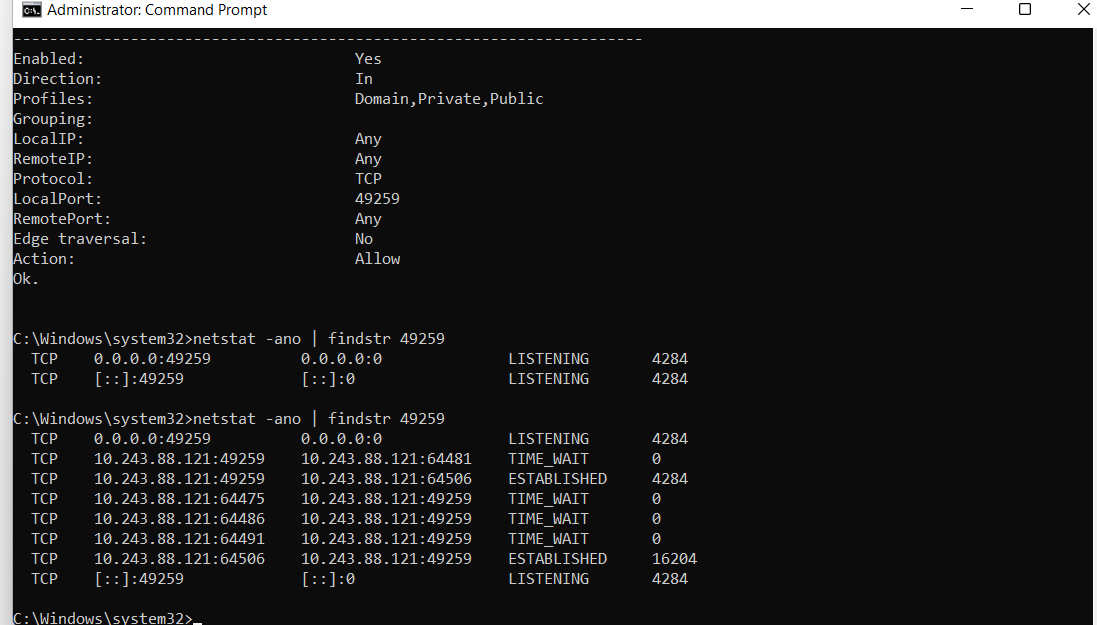 Administrator: Command Prompt
----------------------------------------------------------------------
Enabled: Yes
Direction: In
Profiles: Domain,Private,Public
Grouping:
LocalIP: Any
RemoteIP: Any
Protocol: TCP
LocalPort: 49259
RemotePort: Any
Edge traversal: No
Action: Allow
Ok.
C:\Windows\system32>netstat -ano | findstr 49259
TCP 0.0.0.0:49259 0.0.0.0:0 LISTENING 4284
TCP [::]:49259 [::]:0 LISTENING 4284
C:\Windows\system32>netstat -ano | findstr 49259
TCP 0.0.0.0:49259 0.0.0.0:0 LISTENING 4284
TCP 10.243.88.121:49259 10.243.88.121:64481 TIME_WAIT 0
TCP 10.243.88.121:49259 10.243.88.121:64506 ESTABLISHED 4284
TCP 10.243.88.121:64475 10.243.88.121:49259 TIME_WAIT 0
TCP 10.243.88.121:64486 10.243.88.121:49259 TIME_WAIT 0
TCP 10.243.88.121:64491 10.243.88.121:49259 TIME_WAIT 0
TCP 10.243.88.121:64506 10.243.88.121:49259 ESTABLISHED 16204
TCP [::]:49259 [::]:0 LISTENING 4284
C:\Windows\system32>_